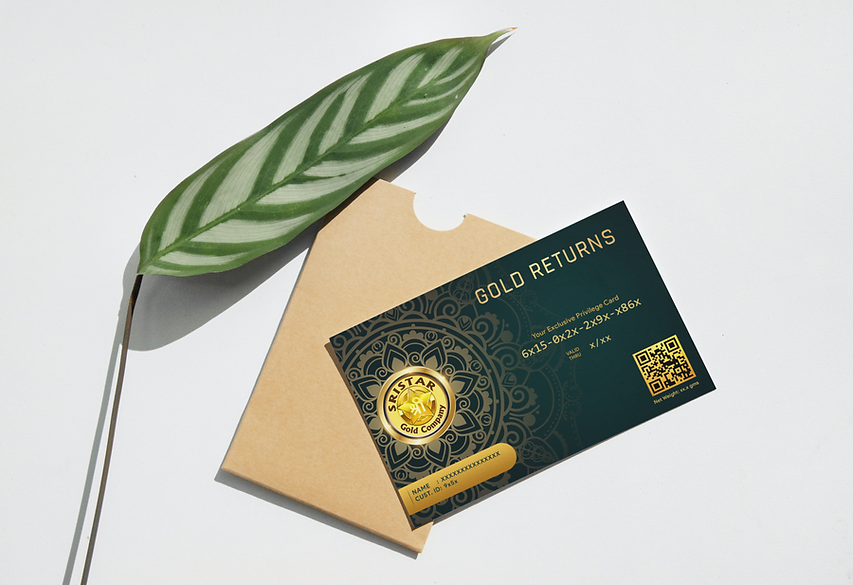 GOLD RETURNS
Your Exclusive Privilege Card
6x15-0x2x-2x9x-x86x
VALID
THRU
x/xx
Net Weight: xx.x gms
SRISTAR
श्री
Gold Company
NAME : XXXXXXXXXXXXXXX
CUST. ID: 9x5x